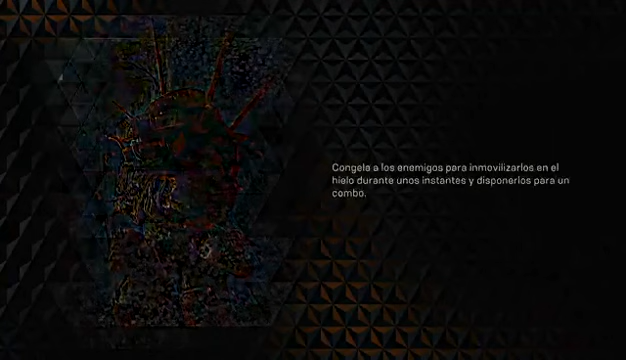 Congela a los enemigos para inmovilizarlos en el
hielo durante unos instantes y disponerlos para un
combo.